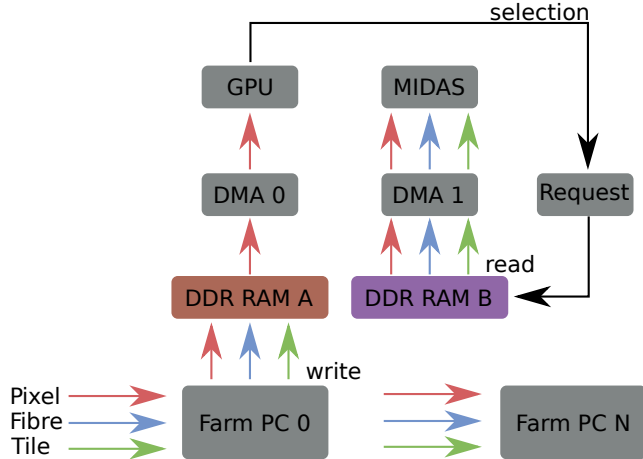 selection
GPU
MIDAS
DMA 0
DMA 1
Request
read
DDR RAM A
DDR RAM B
write
Pixel
Fibre
Tile
Farm PC 0
Farm PC N